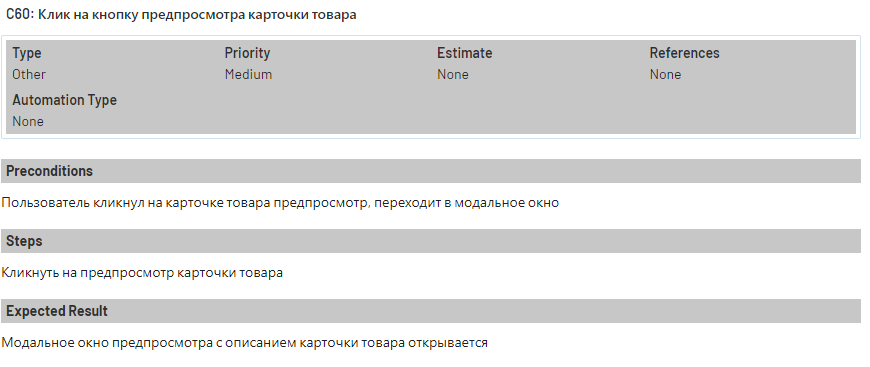 C60: Клик на кнопку предпросмотра карточки товара
Type Priority Estimate References
Other Medium None None
Automation Type
None
Preconditions
Пользователь кликнул на карточке товара предпросмотр, переходит в модальное окно
Steps
Кликнуть на предпросмотр карточки товара
Expected Result
Модальное окно предпросмотра с описанием карточки товара открывается